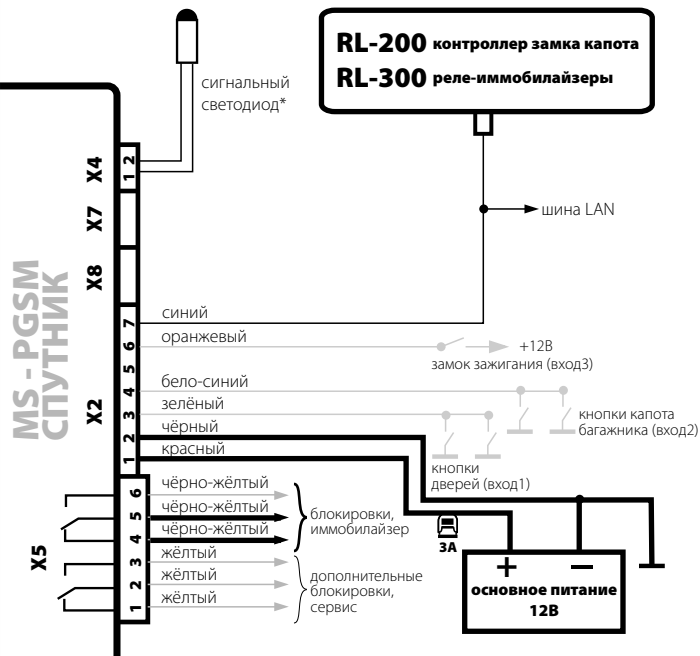 RL-200 контроллер замка капота
RL-300 реле-иммобилайзеры
сигнальный
светодиод*
X4
1 2
X7
X8
MS - PGSM
СПУТНИК
шина LAN
X2
7
синий
6
оранжевый
+12В
замок зажигания (вход3)
5
4
бело-синий
3
зелёный
кнопки капота
багажника (вход2)
2
чёрный
1
красный
кнопки
дверей (вход1)
X5
6
чёрно-жёлтый
5
чёрно-жёлтый
4
чёрно-жёлтый
блокировки,
иммобилайзер
3
жёлтый
2
жёлтый
1
жёлтый
дополнительные
блокировки,
сервис
3А
+ −
основное питание
12В